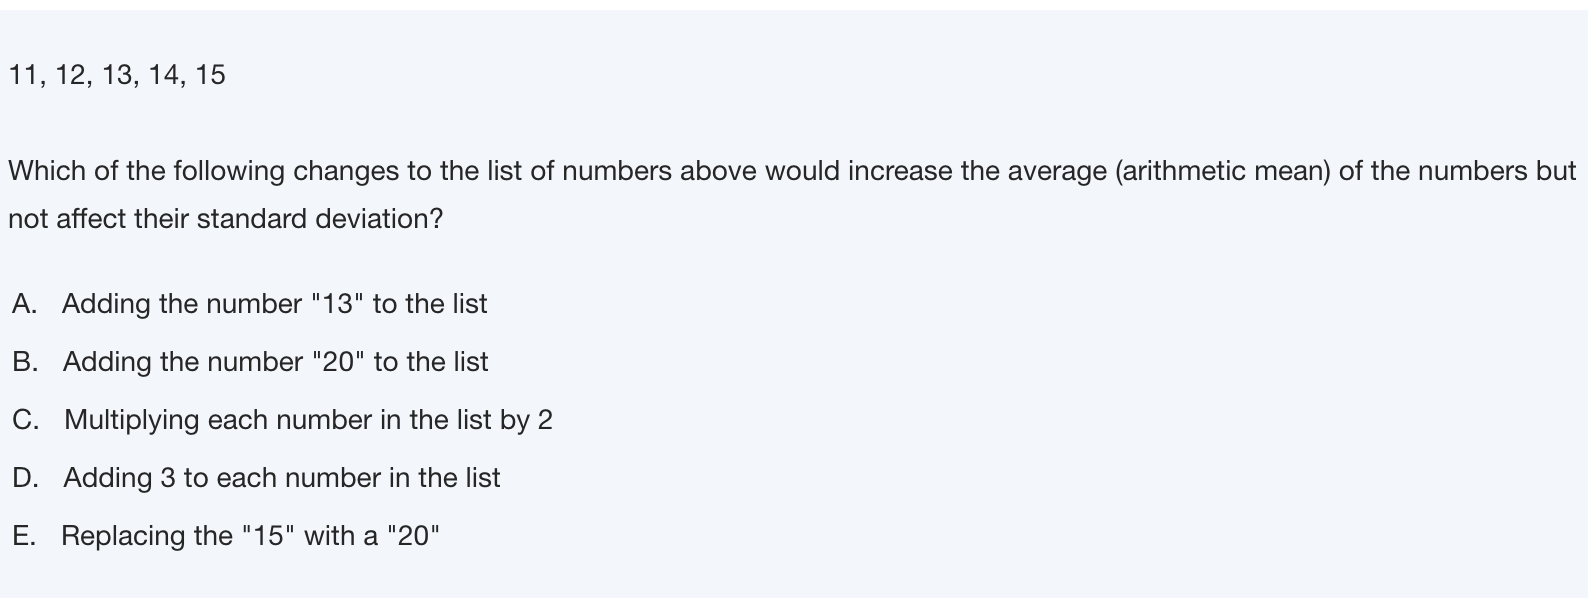 11, 12, 13, 14, 15
Which of the following changes to the list of numbers above would increase the average (arithmetic mean) of the numbers but
not affect their standard deviation?
A. Adding the number "13" to the list
B. Adding the number "20" to the list
C. Multiplying each number in the list by 2
D. Adding 3 to each number in the list
E. Replacing the "15" with a "20"